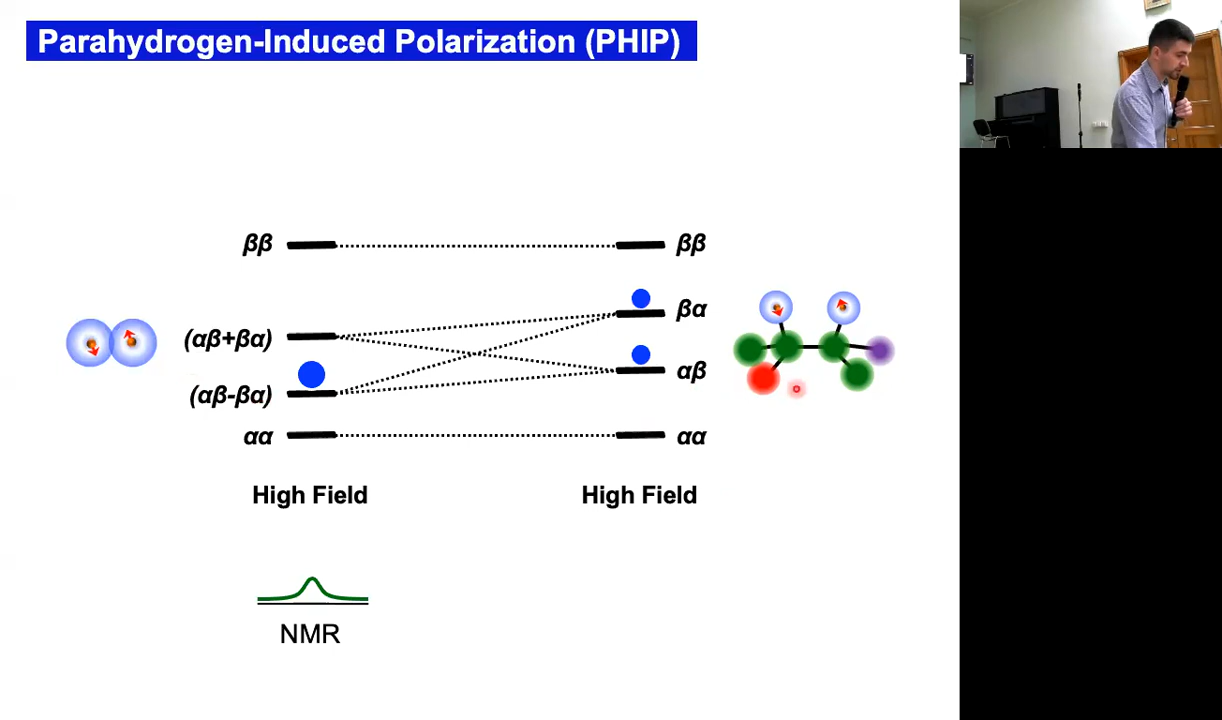 Parahydrogen-Induced Polarization (PHIP)
ββ
ββ
βα
(αβ+βα)
αβ
(αβ-βα)
αα
αα
High Field
High Field
NMR